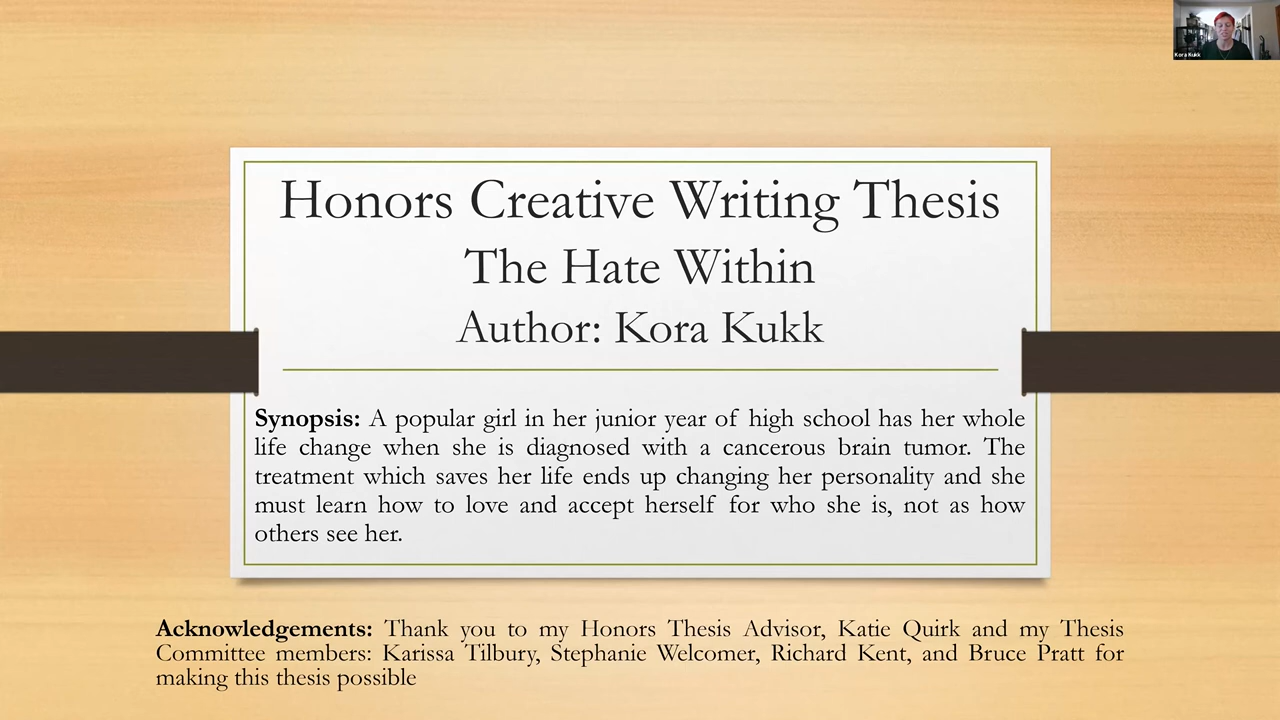 Kora Kukk
Honors Creative Writing Thesis
The Hate Within
Author: Kora Kukk
Synopsis: A popular girl in her junior year of high school has her whole
life change when she is diagnosed with a cancerous brain tumor. The
treatment which saves her life ends up changing her personality and she
must learn how to love and accept herself for who she is, not as how
others see her.
Acknowledgements: Thank you to my Honors Thesis Advisor, Katie Quirk and my Thesis
Committee members: Karissa Tilbury, Stephanie Welcomer, Richard Kent, and Bruce Pratt for
making this thesis possible